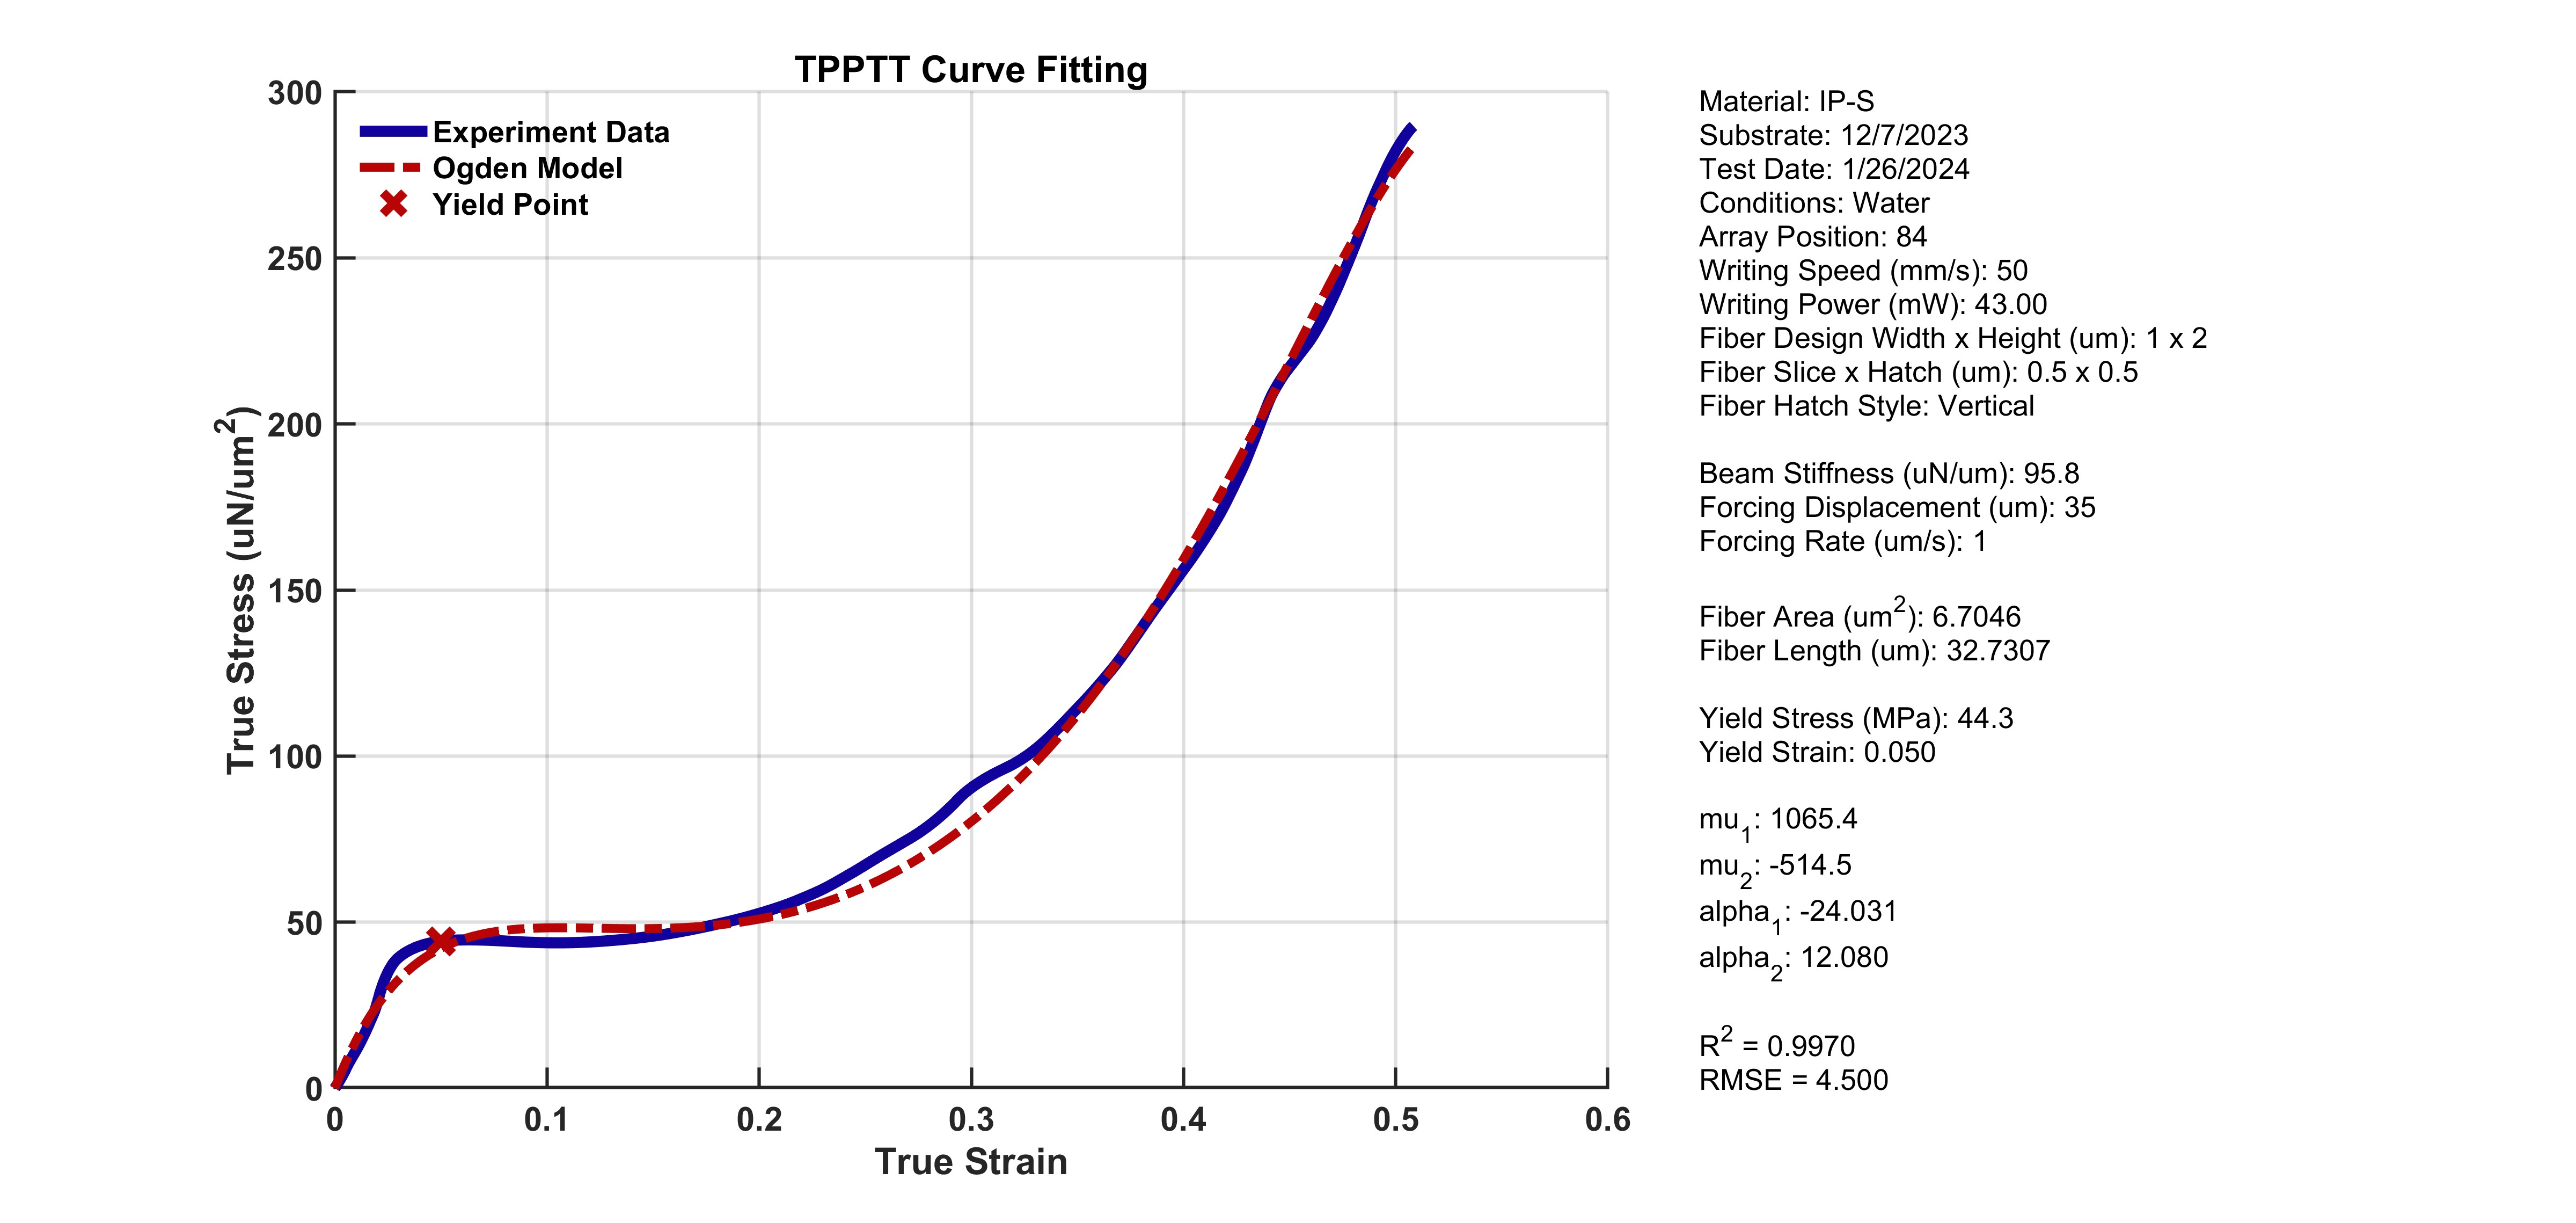 TPPTT Curve Fitting
300
250
200
150
100
50
0
True Stress (uN/um²)
Experiment Data
Ogden Model
Yield Point
0 0.1 0.2 0.3 0.4 0.5 0.6
True Strain
Material: IP-S
Substrate: 12/7/2023
Test Date: 1/26/2024
Conditions: Water
Array Position: 84
Writing Speed (mm/s): 50
Writing Power (mW): 43.00
Fiber Design Width x Height (um): 1 x 2
Fiber Slice x Hatch (um): 0.5 x 0.5
Fiber Hatch Style: Vertical
Beam Stiffness (uN/um): 95.8
Forcing Displacement (um): 35
Forcing Rate (um/s): 1
Fiber Area (um²): 6.7046
Fiber Length (um): 32.7307
Yield Stress (MPa): 44.3
Yield Strain: 0.050
mu₁: 1065.4
mu₂: -514.5
alpha₁: -24.031
alpha₂: 12.080
R² = 0.9970
RMSE = 4.500